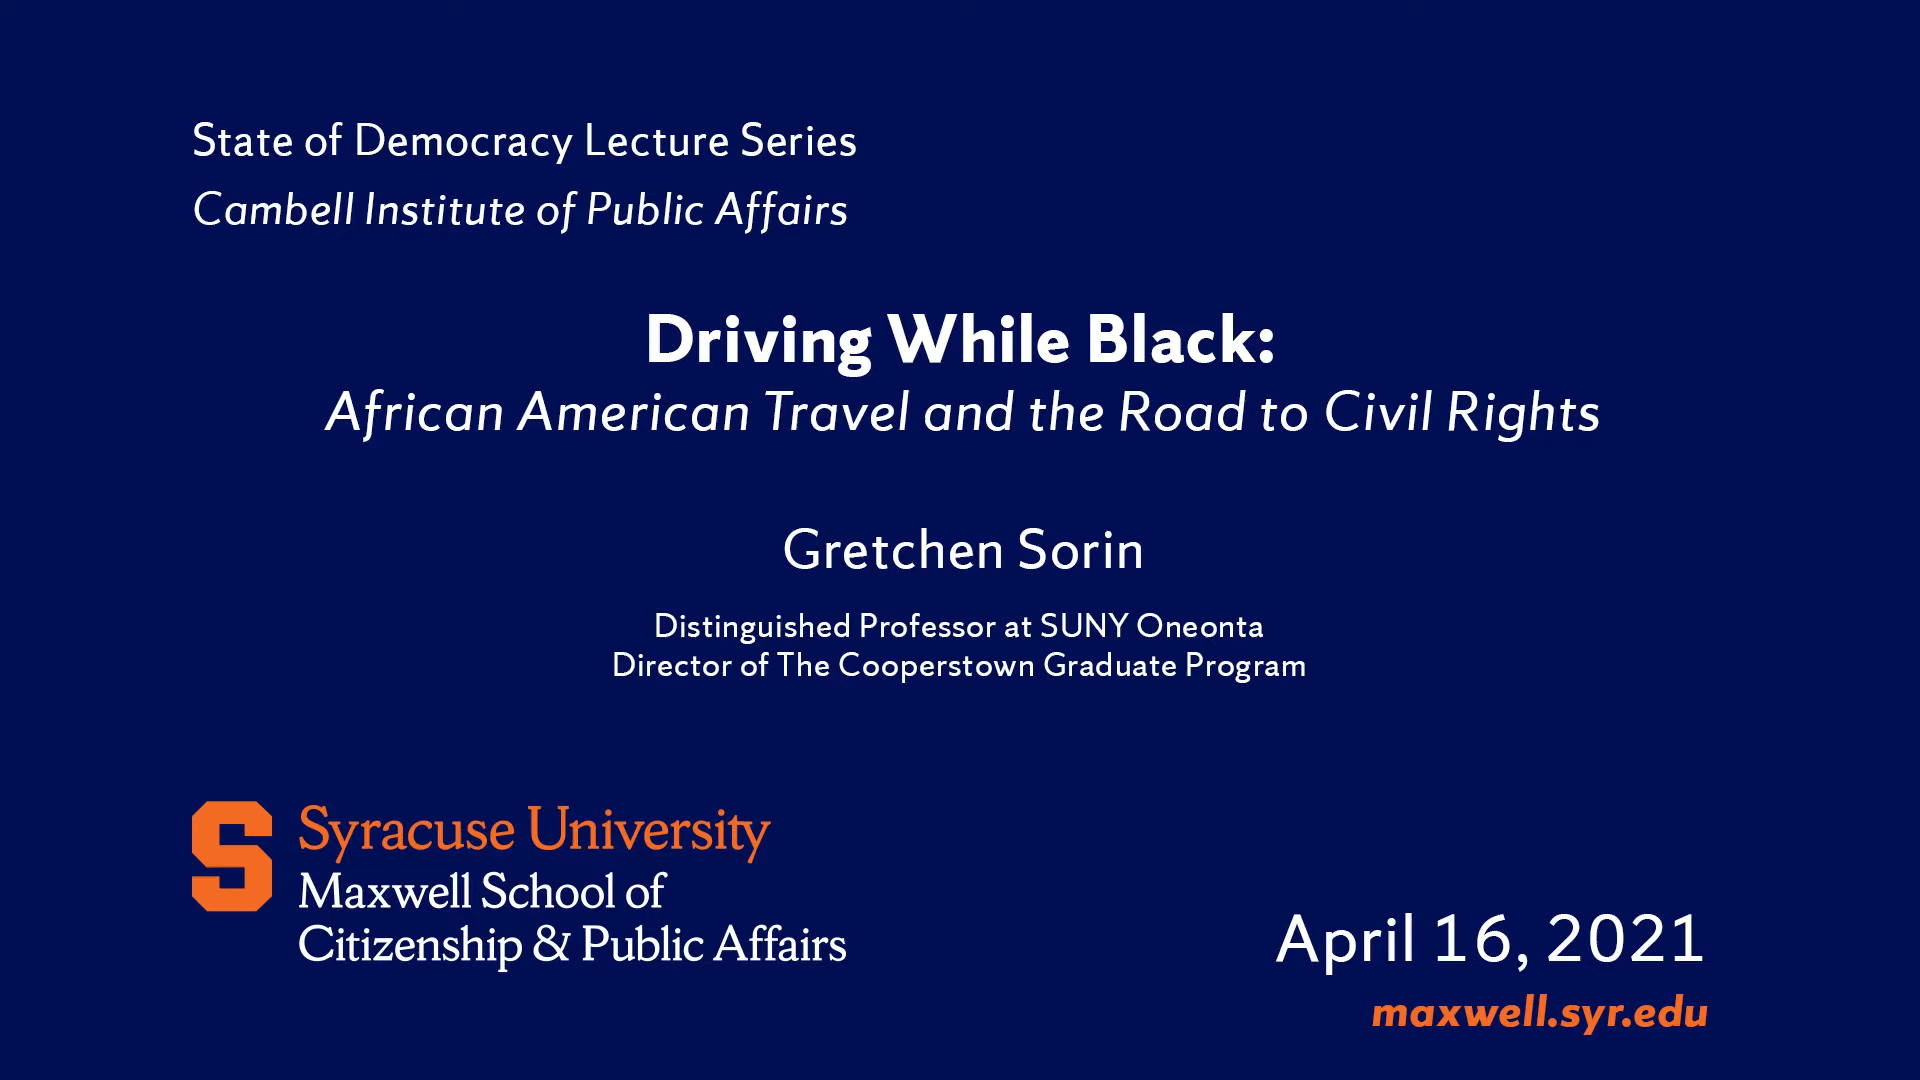 State of Democracy Lecture Series
Cambell Institute of Public Affairs
Driving While Black:
African American Travel and the Road to Civil Rights
Gretchen Sorin
Distinguished Professor at SUNY Oneonta
Director of The Cooperstown Graduate Program
S
Syracuse University
Maxwell School of
Citizenship & Public Affairs
April 16, 2021
maxwell.syr.edu